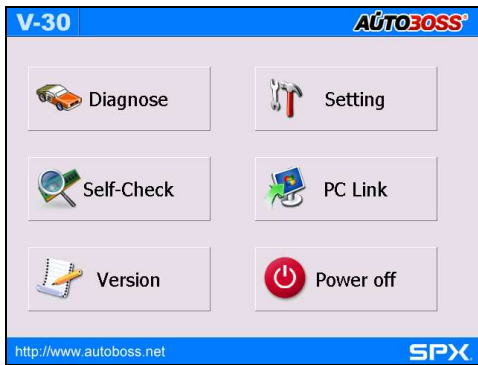 V-30 AUTOBOSS®
Diagnose Setting
Self-Check PC Link
Version Power off
http://www.autoboss.net SPX.